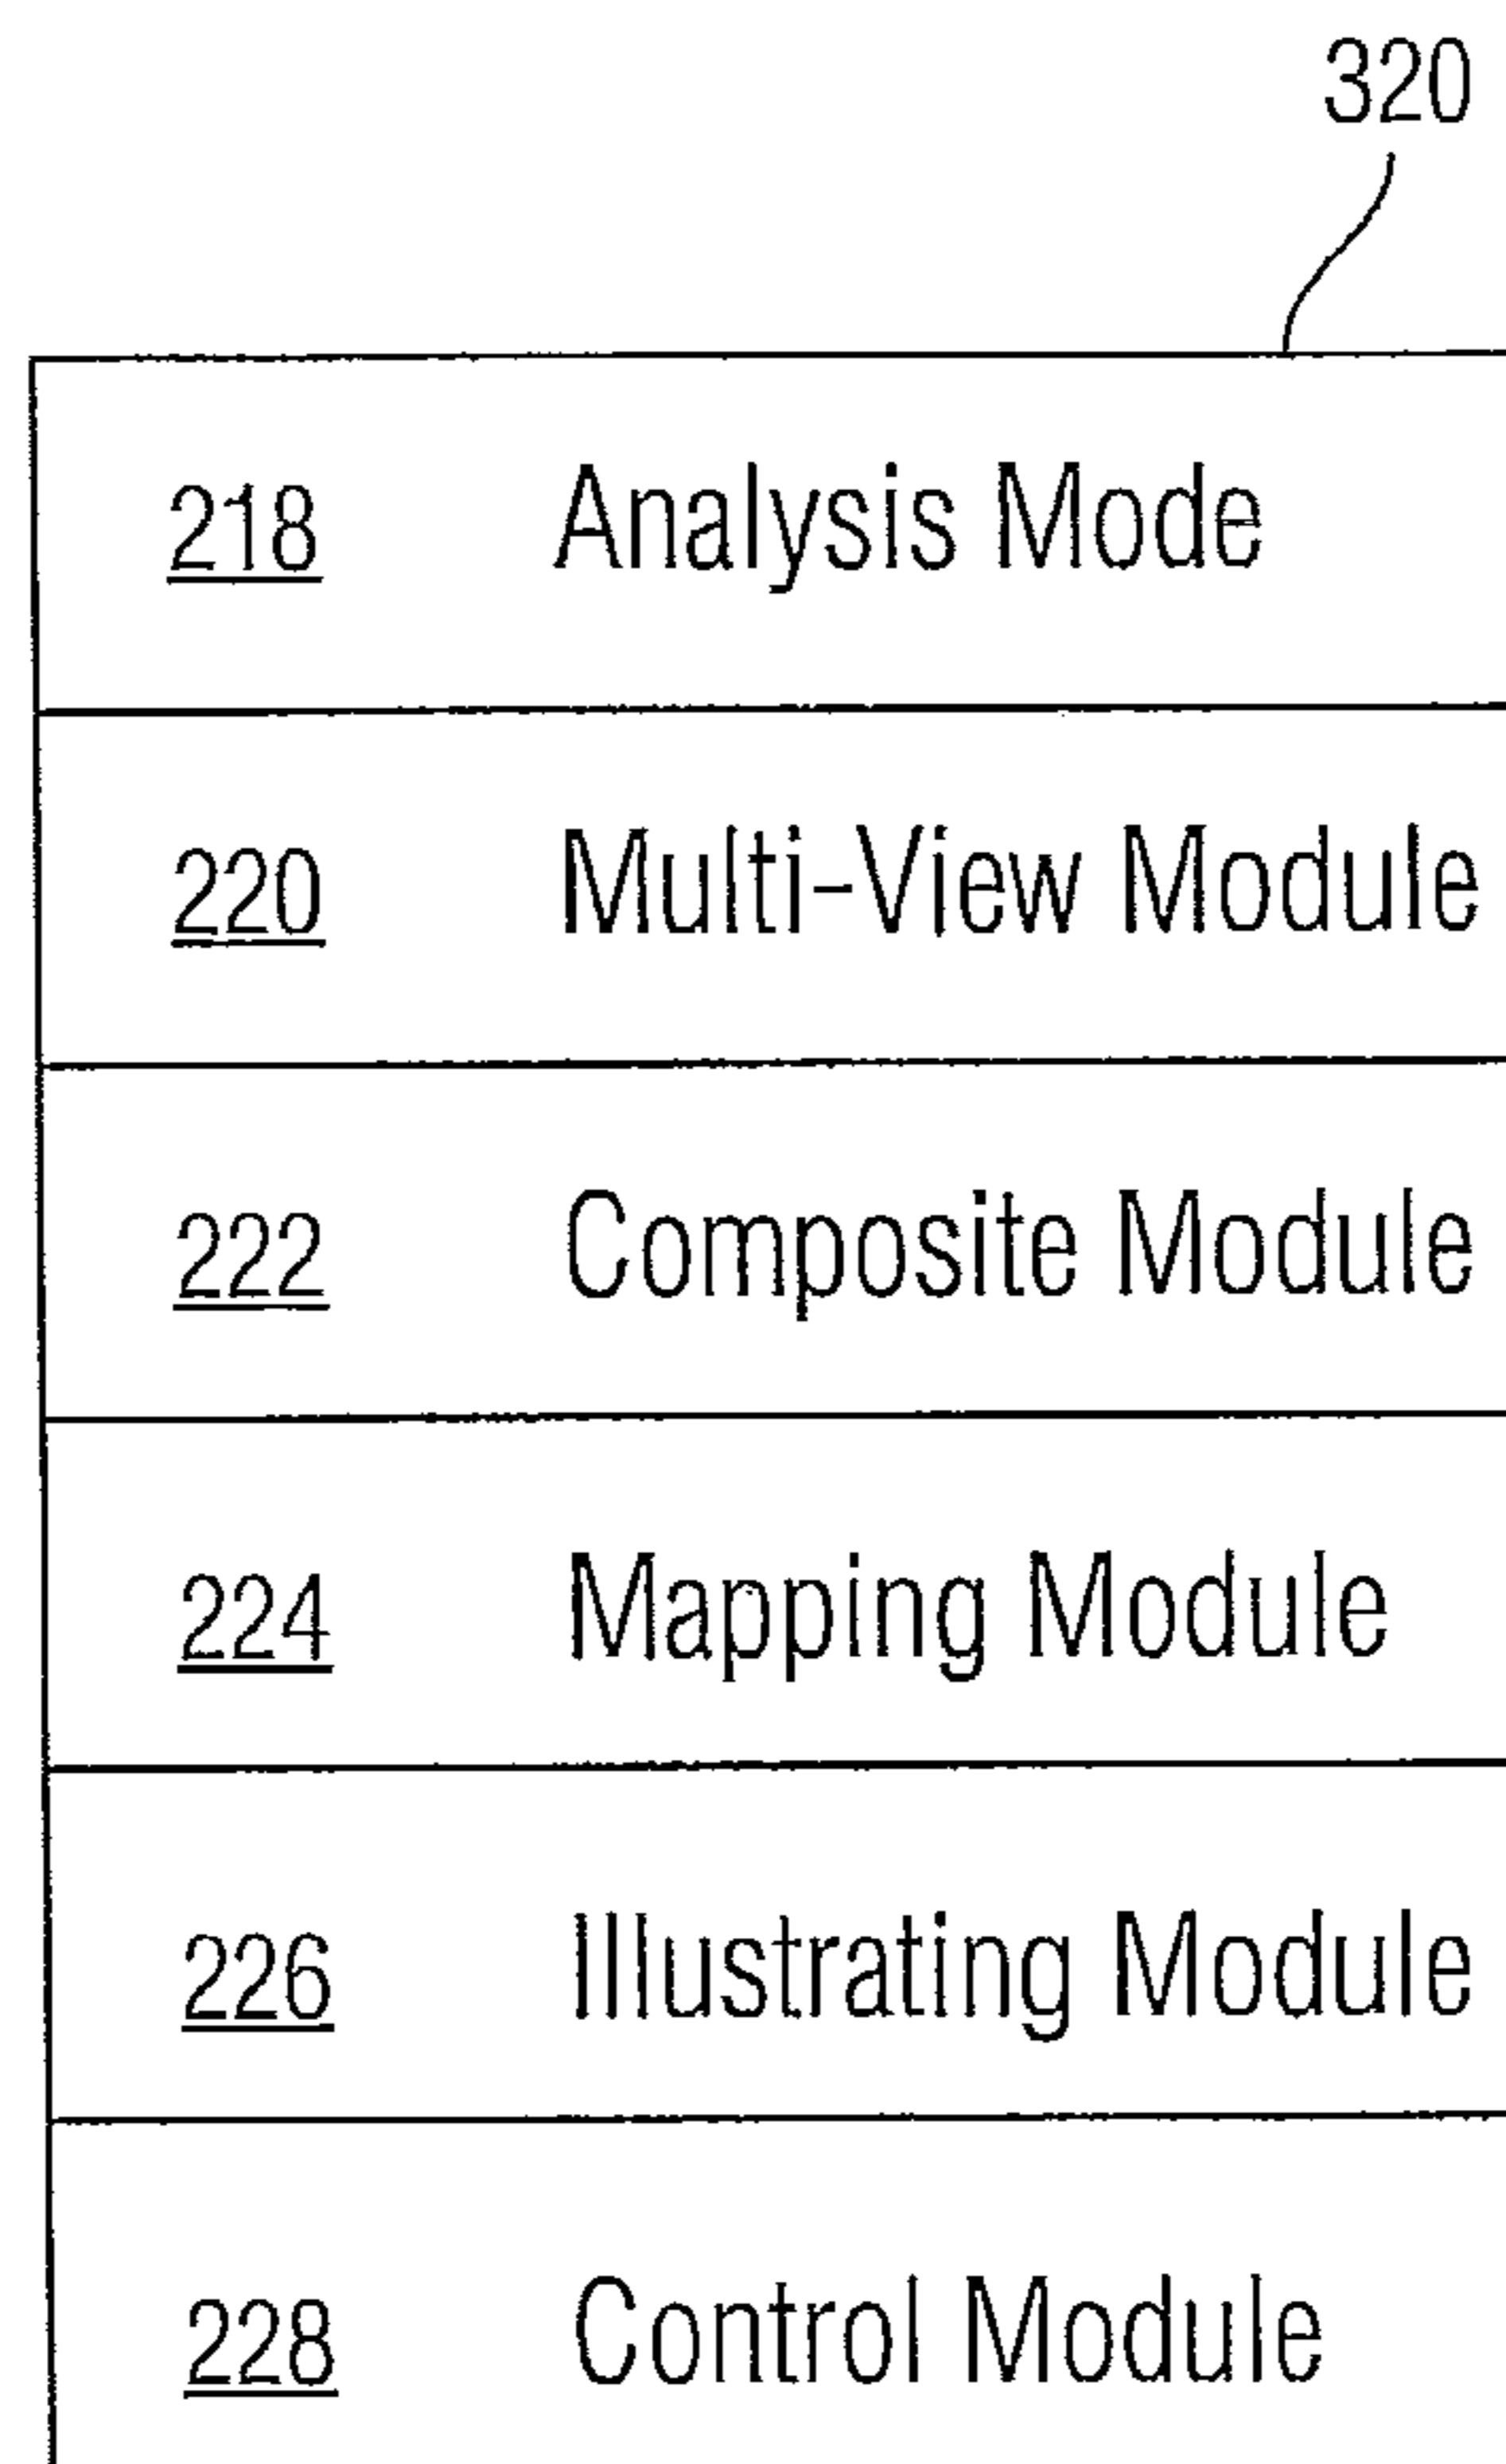 320
218 Analysis Mode
220 Multi-View Module
222 Composite Module
224 Mapping Module
226 Illustrating Module
228 Control Module